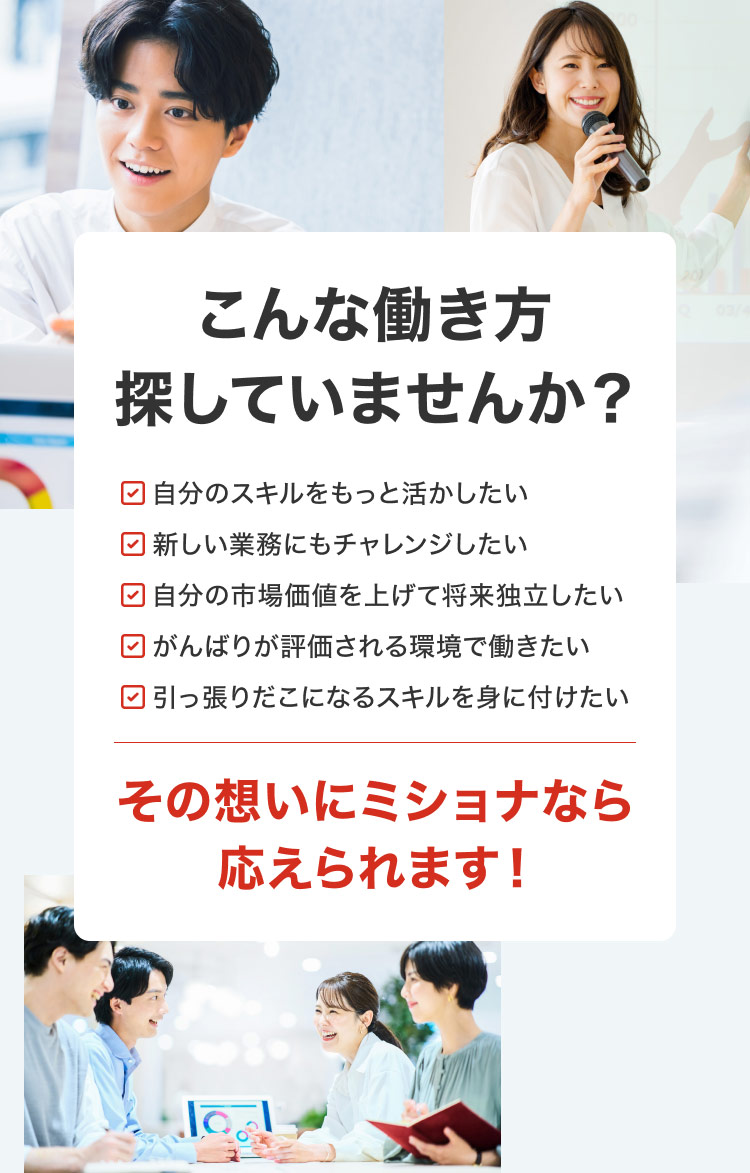 こんな働き方
探していませんか？
自分のスキルをもっと活かしたい
新しい業務にもチャレンジしたい
自分の市場価値を上げて将来独立したい
がんばりが評価される環境で働きたい
引っ張りだこになるスキルを身に付けたい
その想いにミショナなら
応えられます！